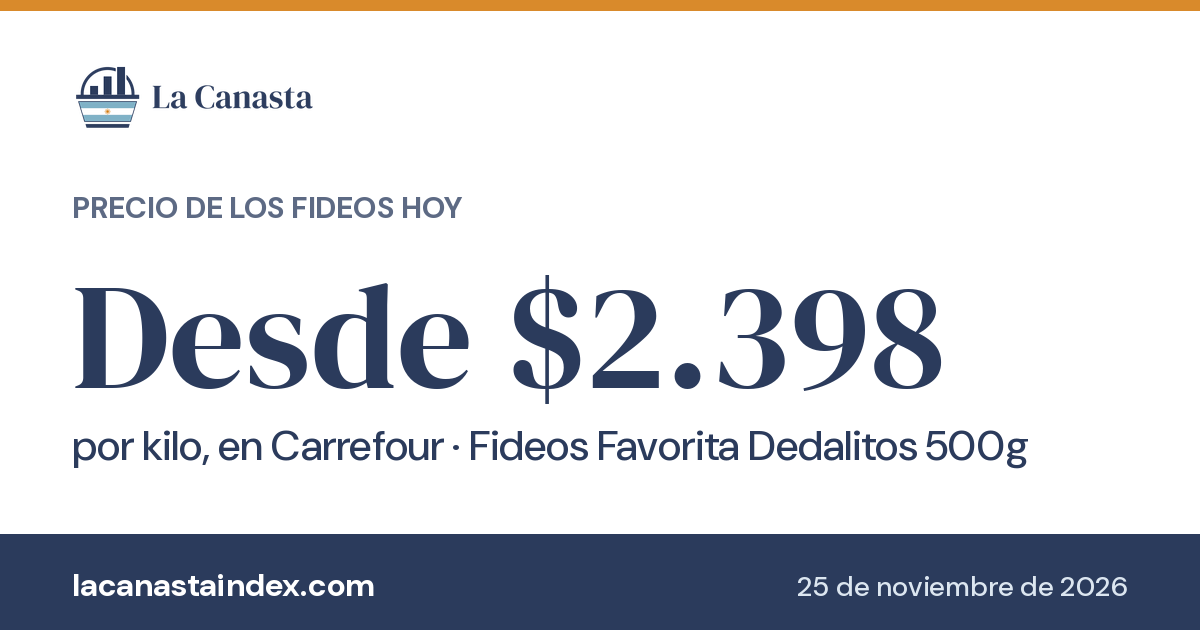 La Canasta
PRECIO DE LOS FIDEOS HOY
Desde $2.398
por kilo, en Carrefour · Fideos Favorita Dedalitos 500g
lacanastaindex.com
25 de noviembre de 2026